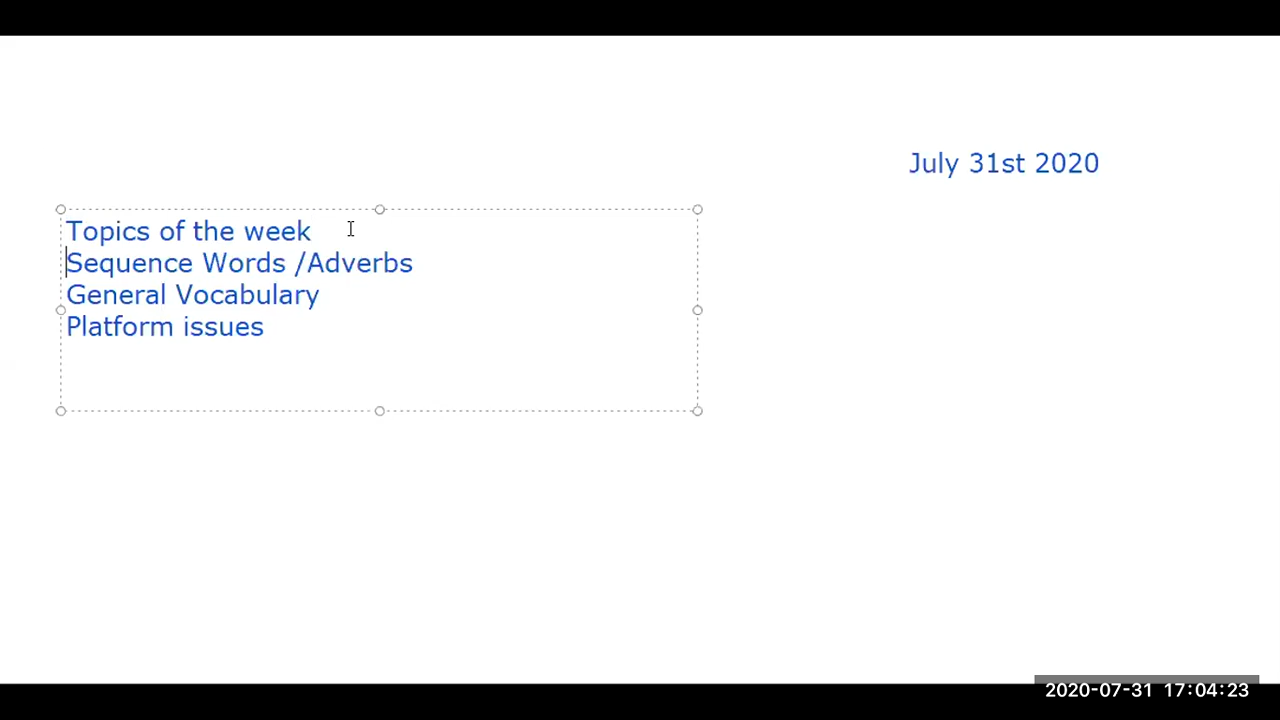 July 31st 2020
Topics of the week
Sequence Words /Adverbs
General Vocabulary
Platform issues
2020-07-31 17:04:23